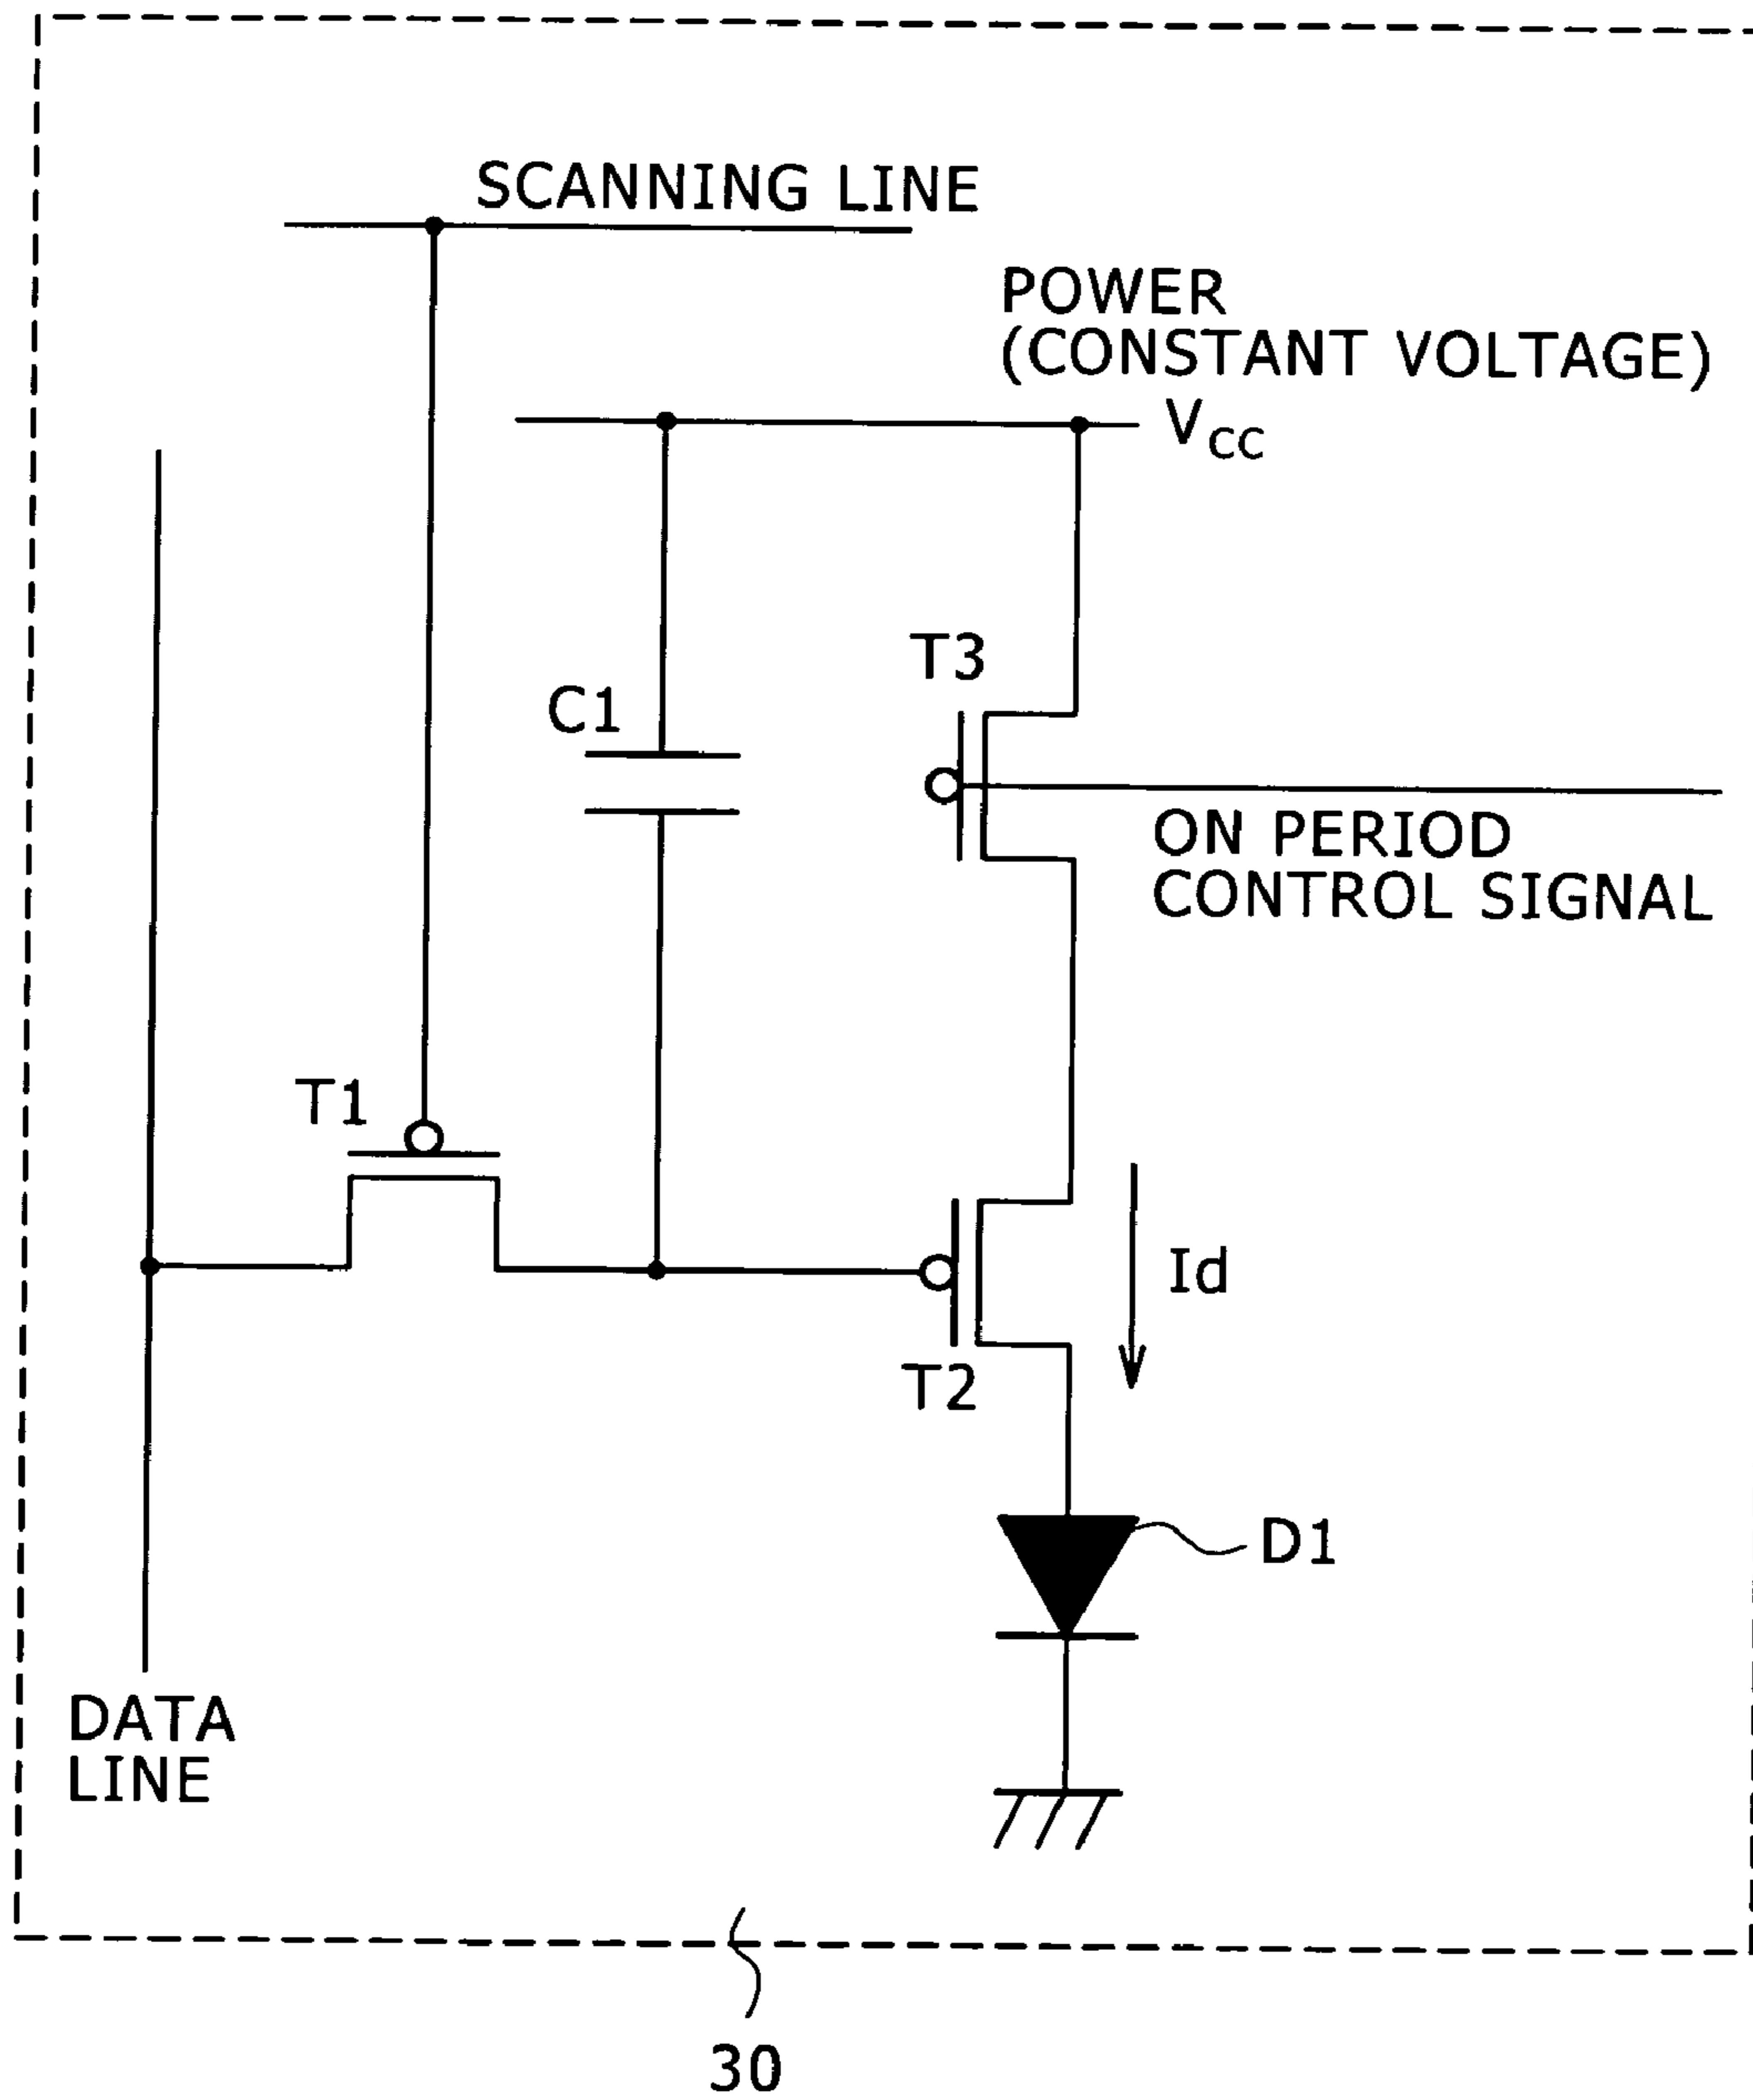 SCANNING LINE
POWER
(CONSTANT VOLTAGE)
VCC
T3
C1
ON PERIOD
CONTROL SIGNAL
T1
Id
T2
D1
DATA
LINE
30